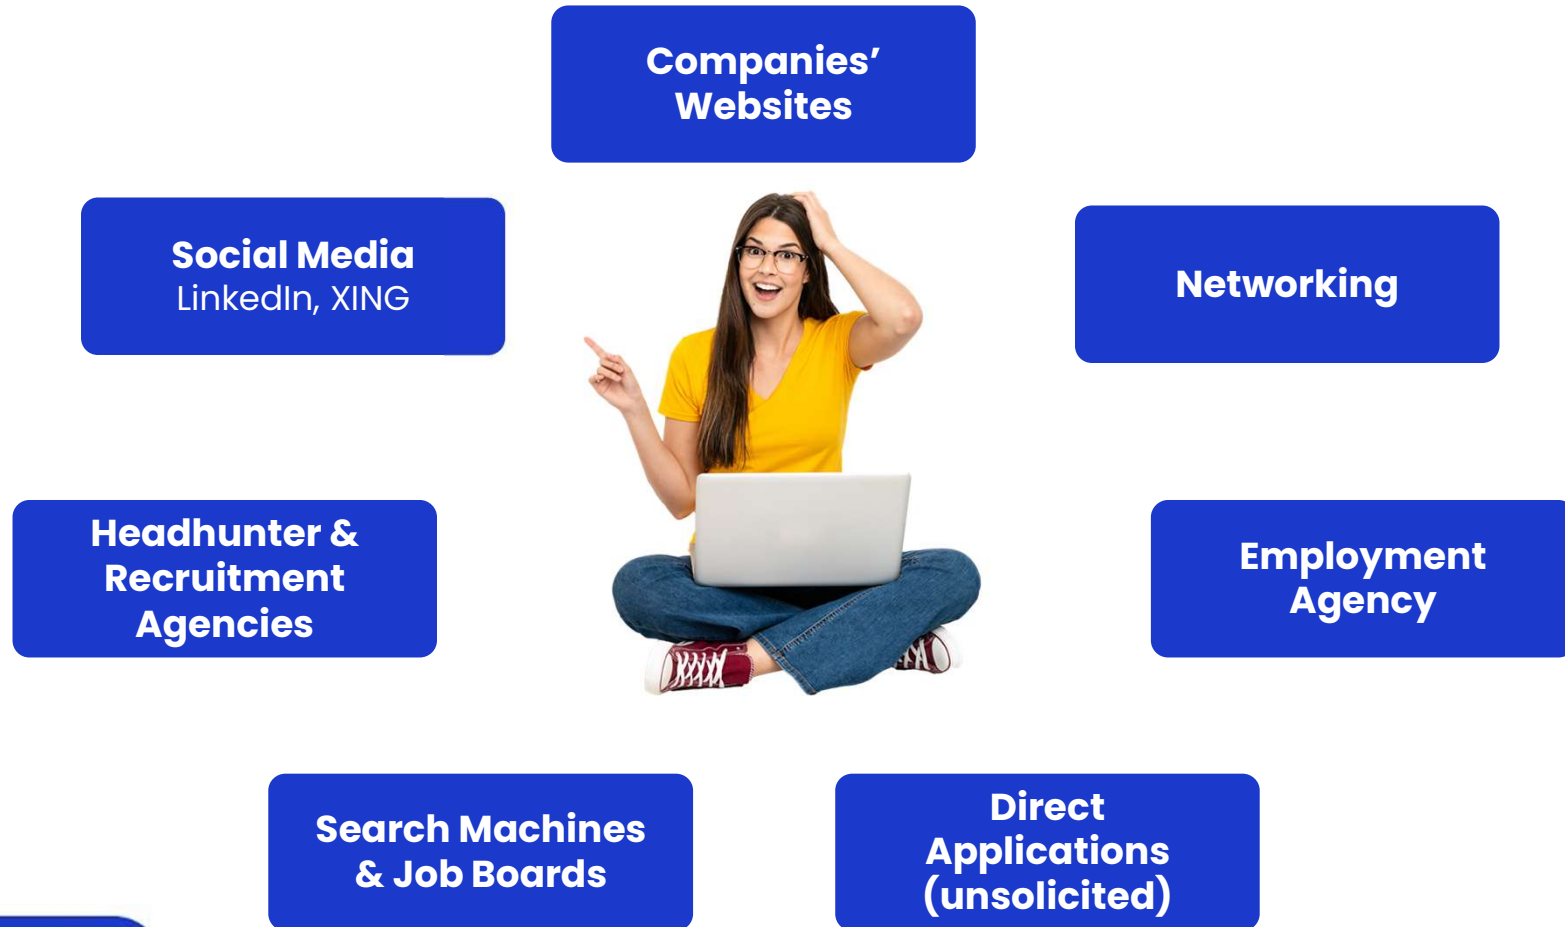 Companies’
Websites
Social Media
LinkedIn, XING
Networking
Headhunter &
Recruitment
Agencies
Employment
Agency
Search Machines
& Job Boards
Direct
Applications
(unsolicited)